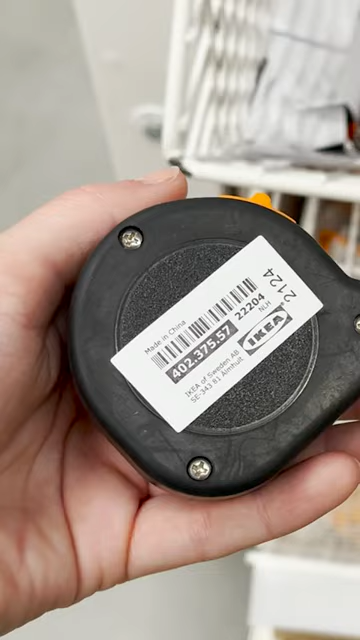 Made in China
402.375.57
22204
2124
NLH
IKEA
IKEA of Sweden AB
SE-343 81 Älmhult